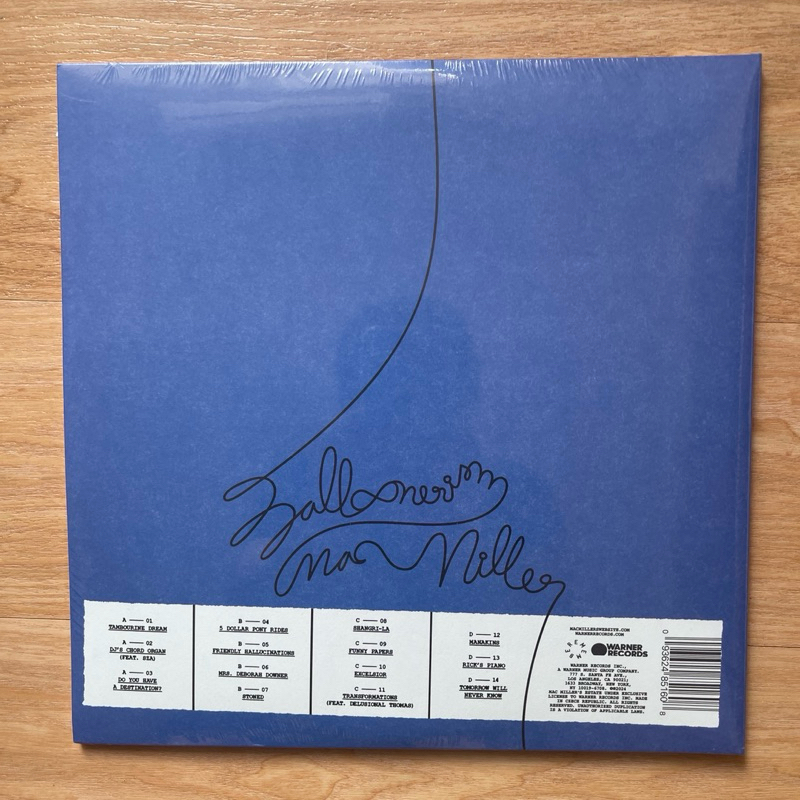 Balloonerism
Mac Miller
A — 01
TAMBOURINE DREAM
A — 02
DJ'S CHORD ORGAN
(FEAT. SZA)
A — 03
DO YOU HAVE
A DESTINATION?
B — 04
5 DOLLAR PONY RIDES
B — 05
FRIENDLY HALLUCINATIONS
B — 06
MRS. DEBORAH DOWNER
B — 07
STONED
C — 08
SHANGRI-LA
C — 09
FUNNY PAPERS
C — 10
EXCELSIOR
C — 11
TRANSFORMATIONS
(FEAT. DELUSIONAL THOMAS)
D — 12
MANAKINS
D — 13
RICK'S PIANO
D — 14
TOMORROW WILL
NEVER KNOW
MACMILLERSWEBSITE.COM
WARNERRECORDS.COM
WARNER
RECORDS
WARNER RECORDS INC.,
A WARNER MUSIC GROUP COMPANY.
777 S. SANTA FE AVE.,
LOS ANGELES, CA 90021;
1633 BROADWAY, NEW YORK,
NY 10019-6708. ℗©2024
MAC MILLER'S ESTATE UNDER EXCLUSIVE
LICENSE TO WARNER RECORDS INC. MADE
IN CZECH REPUBLIC. ALL RIGHTS
RESERVED. UNAUTHORIZED DUPLICATION
IS A VIOLATION OF APPLICABLE LAWS.
0 93624 85160 8